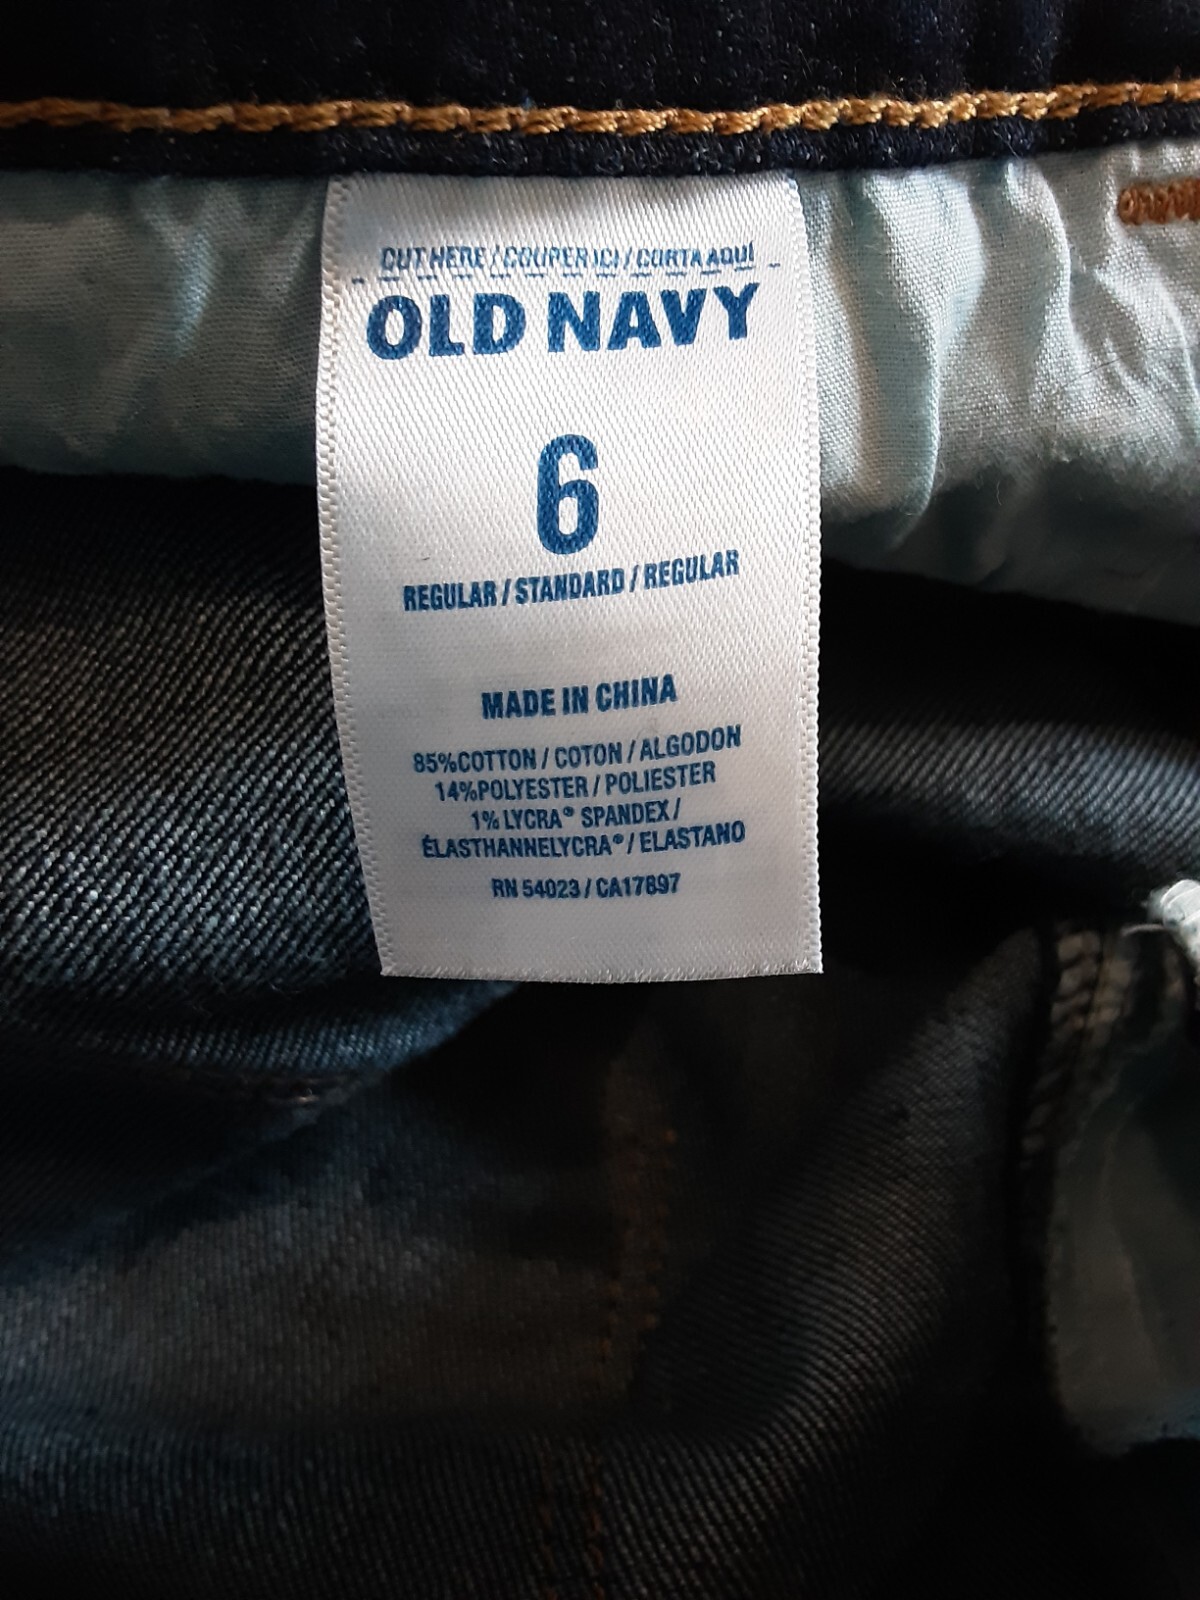 CUT HERE / COUPER ICI / CORTA AQUÍ
OLD NAVY
6
REGULAR / STANDARD / REGULAR
MADE IN CHINA
85%COTTON / COTON / ALGODON
14%POLYESTER / POLIESTER
1% LYCRA® SPANDEX /
ÉLASTHANNELYCRA® / ELASTANO
RN 54023 / CA17897